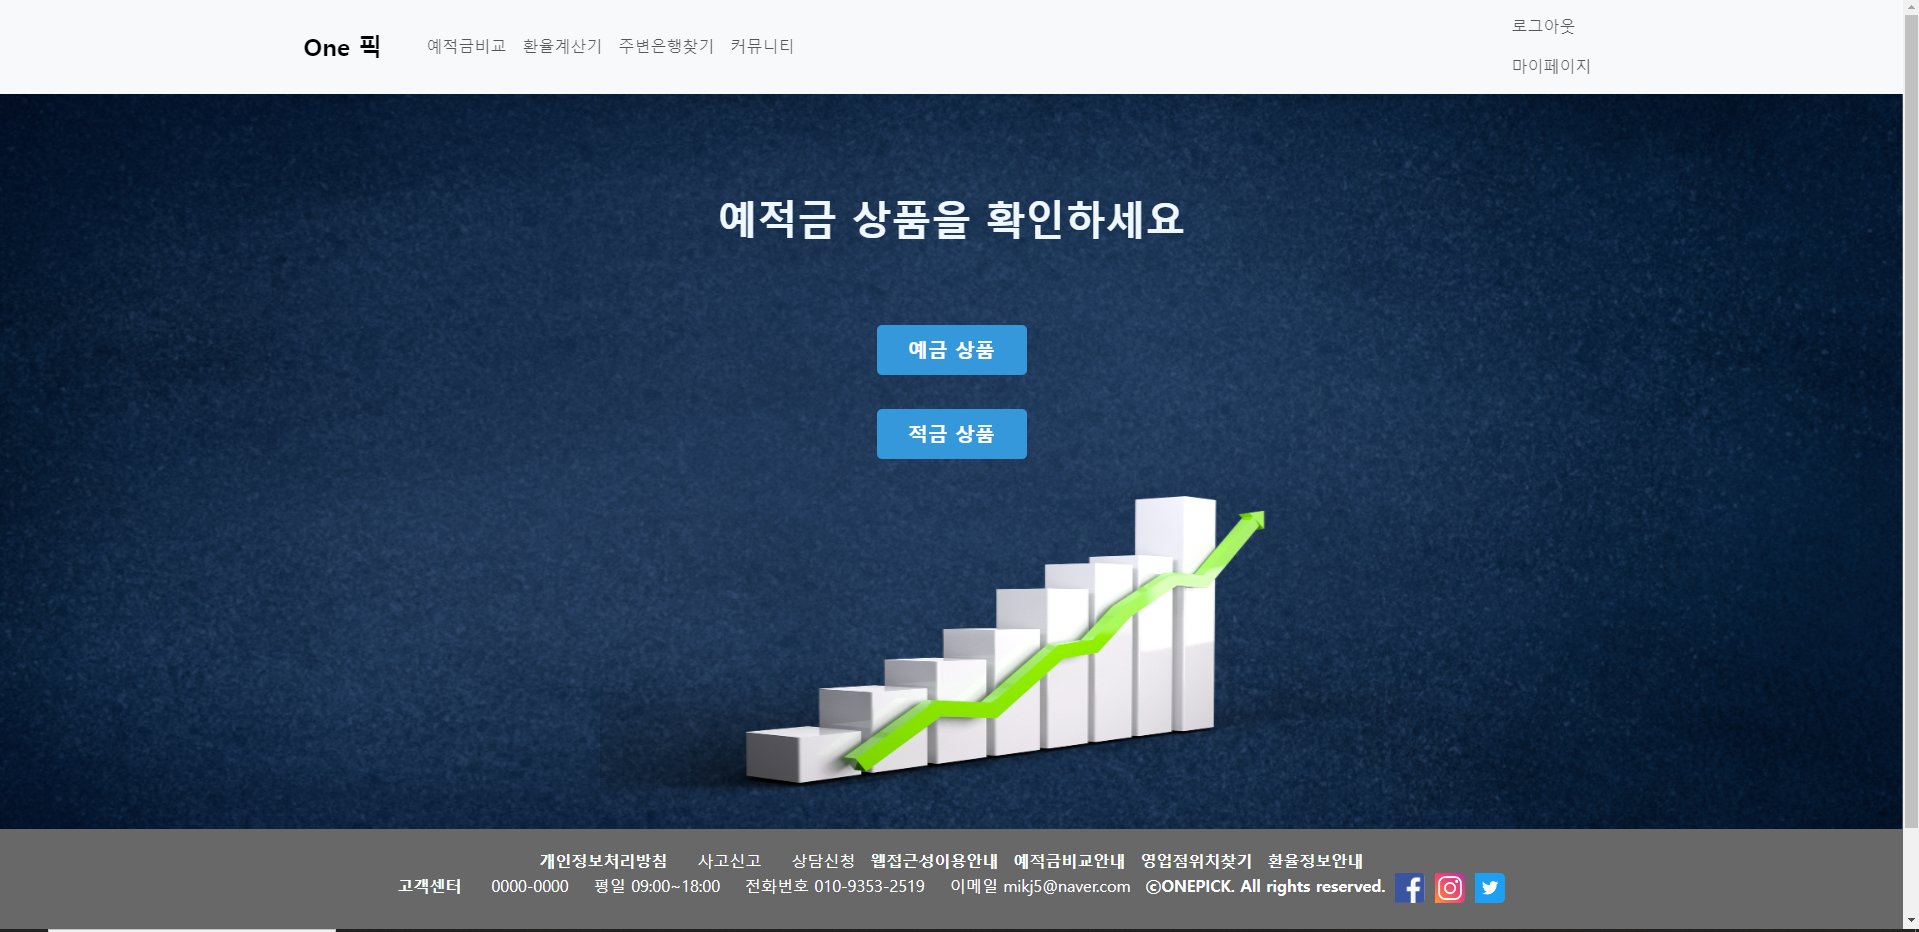 One 픽 예적금비교 환율계산기 주변은행찾기 커뮤니티
로그아웃
마이페이지
예적금 상품을 확인하세요
예금 상품
적금 상품
개인정보처리방침 사고신고 상담신청 웹접근성이용안내 예적금비교안내 영업점위치찾기 환율정보안내
고객센터 0000-0000 평일 09:00~18:00 전화번호 010-9353-2519 이메일 mikj5@naver.com ©ONEPICK. All rights reserved.